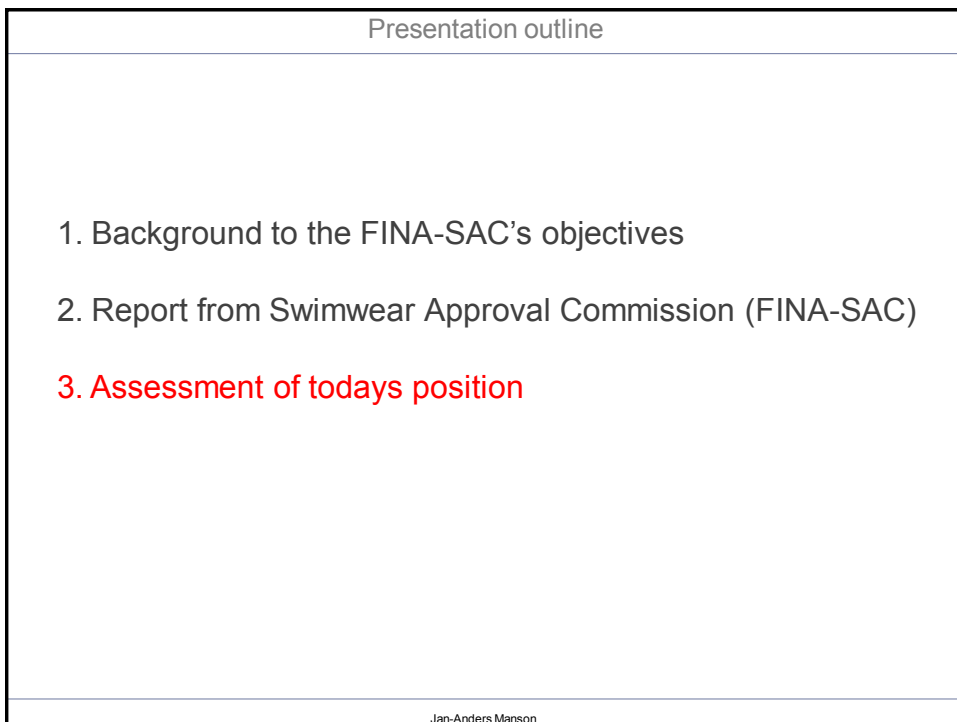 Presentation outline
1. Background to the FINA-SAC’s objectives
2. Report from Swimwear Approval Commission (FINA-SAC)
3. Assessment of todays position
Jan-Anders Manson